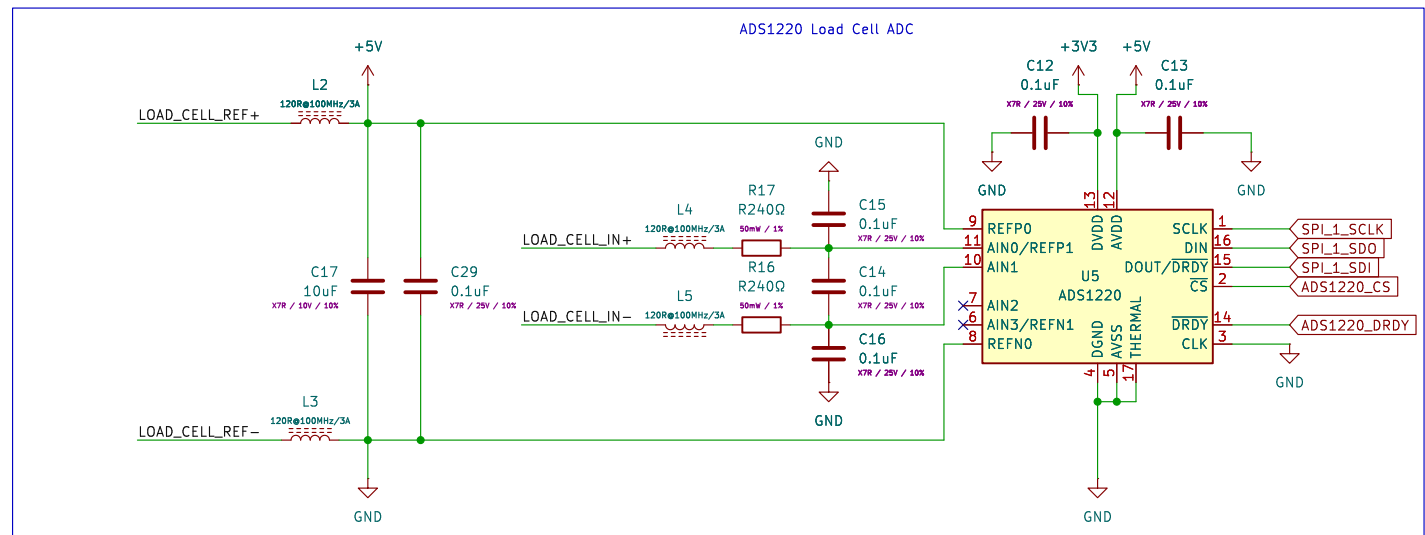 ADS1220 Load Cell ADC
+5V
+3V3
+5V
L2
120R@100MHz/3A
LOAD_CELL_REF+
C12
0.1uF
X7R / 25V / 10%
C13
0.1uF
X7R / 25V / 10%
GND
GND
GND
R17
R240Ω
50mW / 1%
L4
120R@100MHz/3A
LOAD_CELL_IN+
C15
0.1uF
X7R / 25V / 10%
13
12
DVDD
AVDD
9
REFP0
11
AIN0/REFP1
10
AIN1
7
AIN2
6
AIN3/REFN1
8
REFN0
U5
ADS1220
SCLK
1
SPI_1_SCLK
DIN
16
SPI_1_SDO
DOUT/DRDY
15
SPI_1_SDI
CS
2
ADS1220_CS
DRDY
14
ADS1220_DRDY
CLK
3
GND
DGND
AVSS
THERMAL
4
5
17
GND
R16
R240Ω
50mW / 1%
C14
0.1uF
X7R / 25V / 10%
L5
120R@100MHz/3A
LOAD_CELL_IN-
C16
0.1uF
X7R / 25V / 10%
GND
C17
10uF
X7R / 10V / 10%
C29
0.1uF
X7R / 25V / 10%
L3
120R@100MHz/3A
LOAD_CELL_REF-
GND